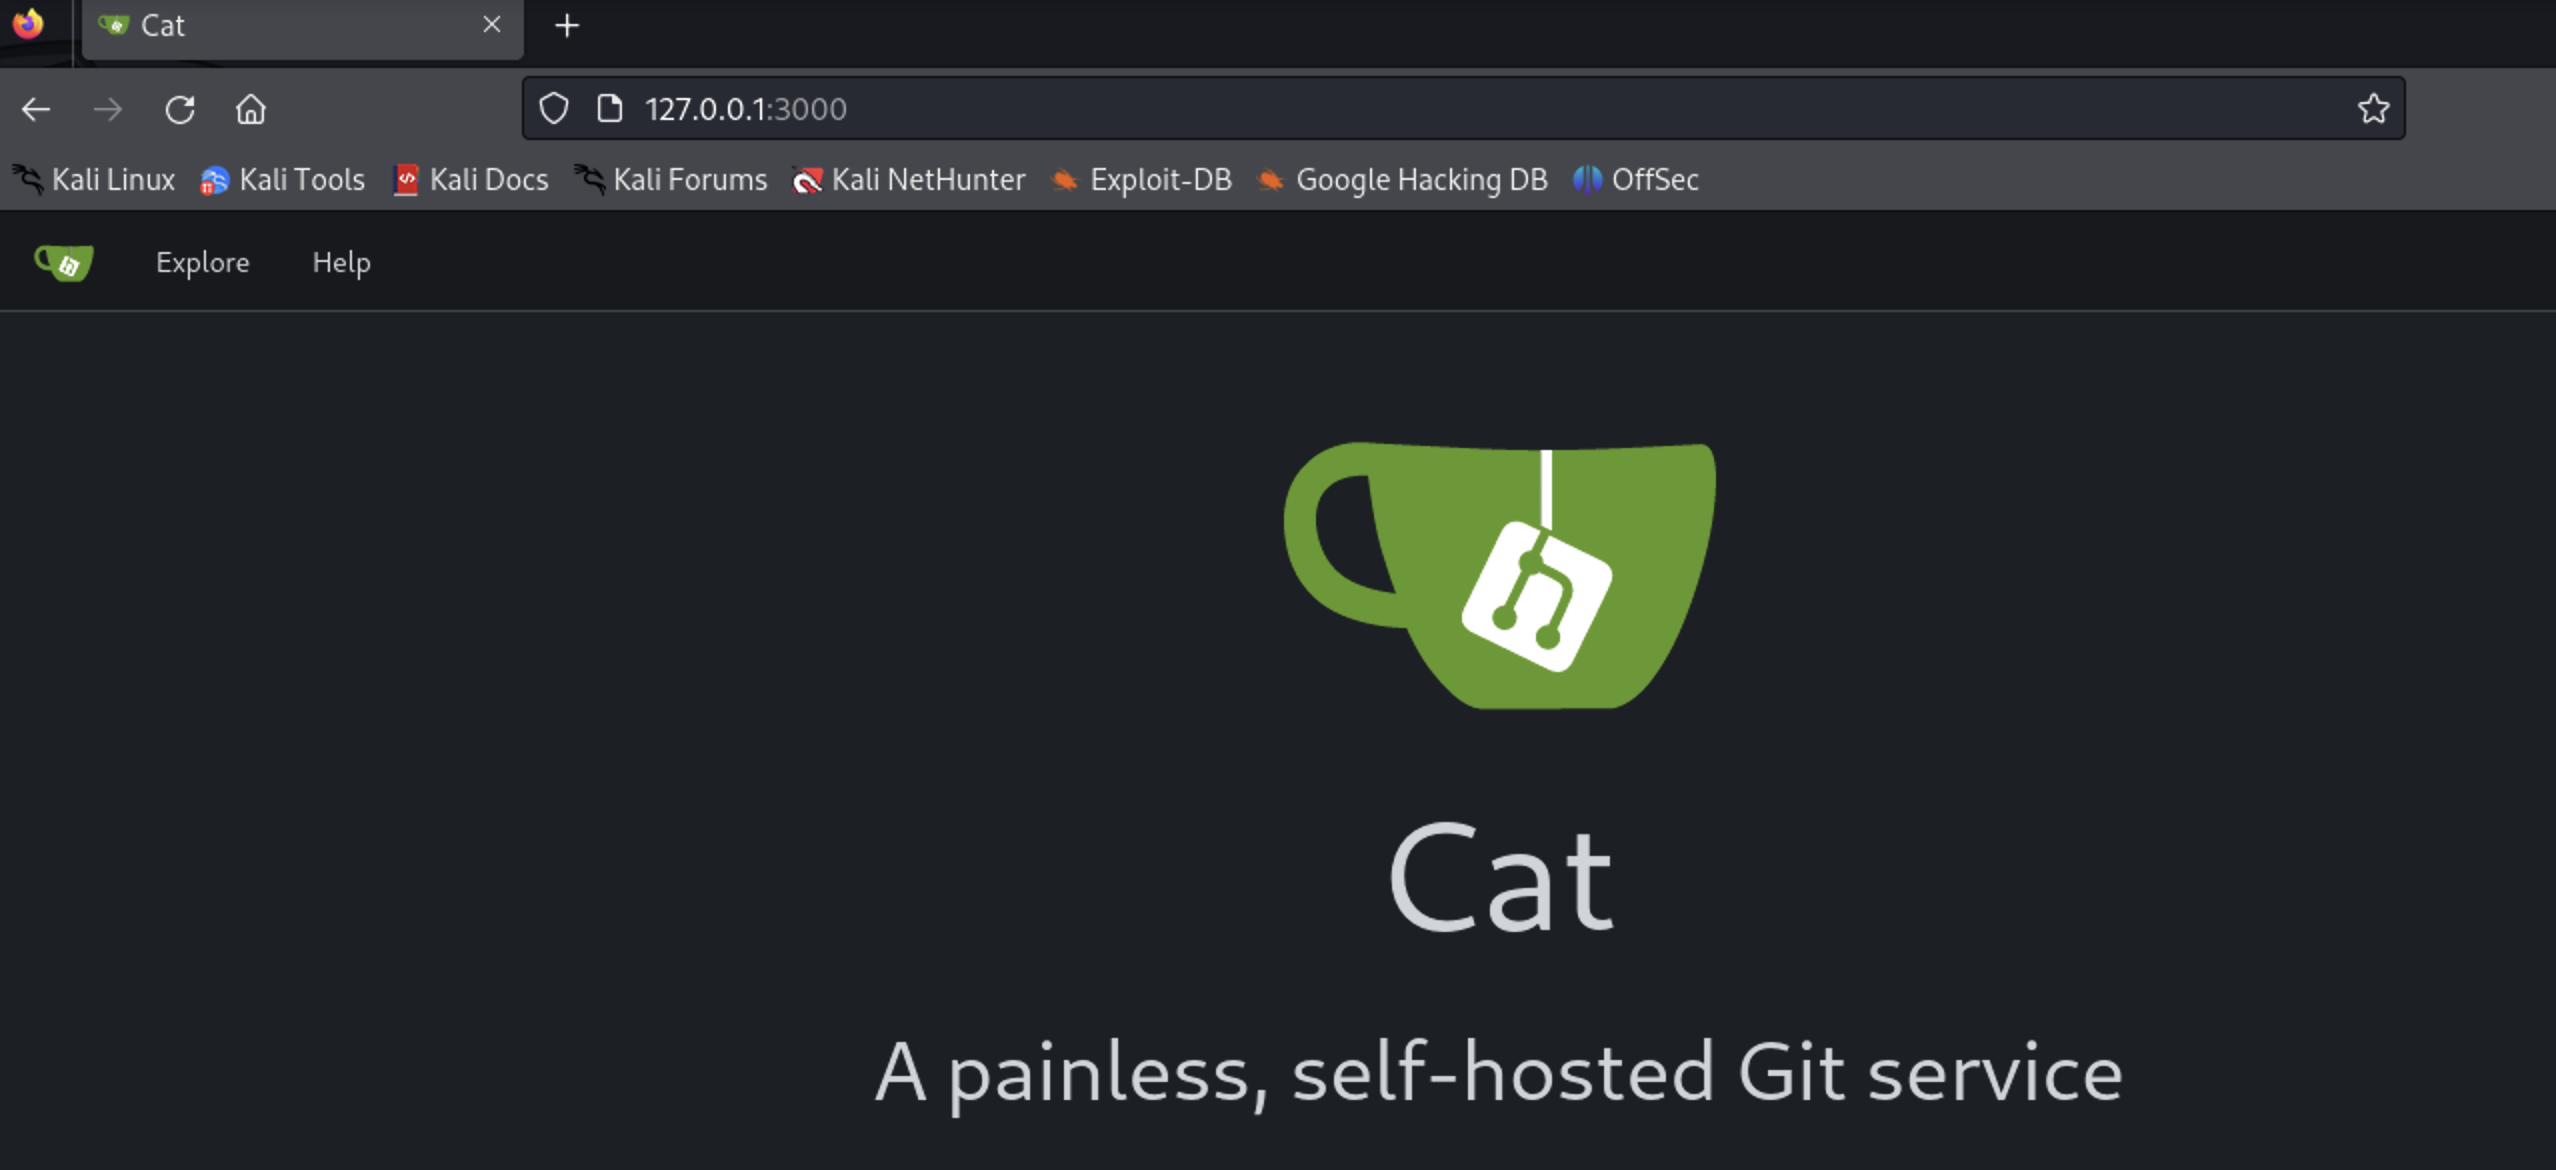 Cat
127.0.0.1:3000
Kali Linux Kali Tools Kali Docs Kali Forums Kali NetHunter Exploit-DB Google Hacking DB OffSec
Explore Help
Cat
A painless, self-hosted Git service